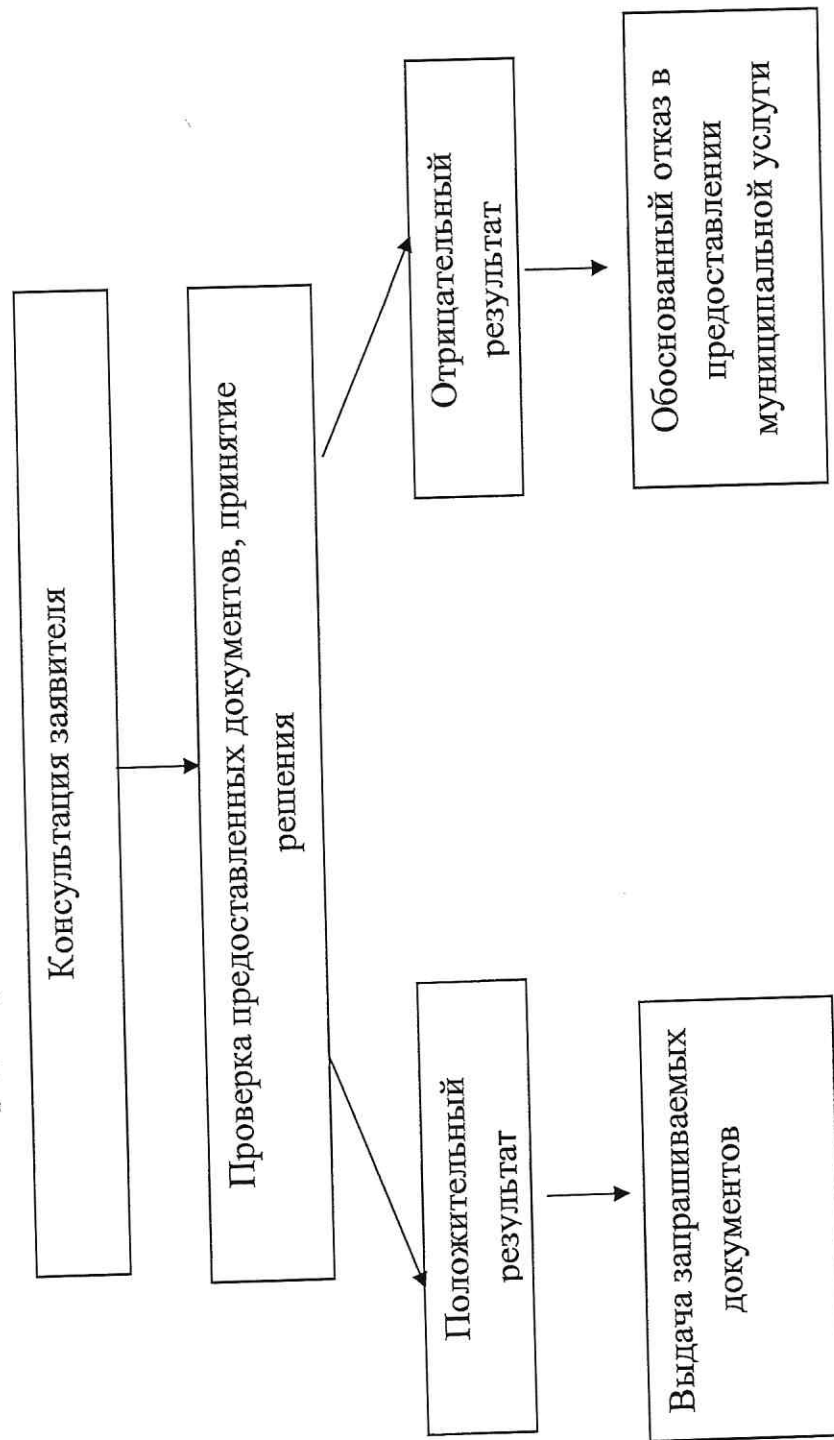 Консультация заявителя
Проверка предоставленных документов, принятие
решения
Положительный
результат
Отрицательный
результат
Выдача запрашиваемых
документов
Обоснованный отказ в
предоставлении
муниципальной услуги